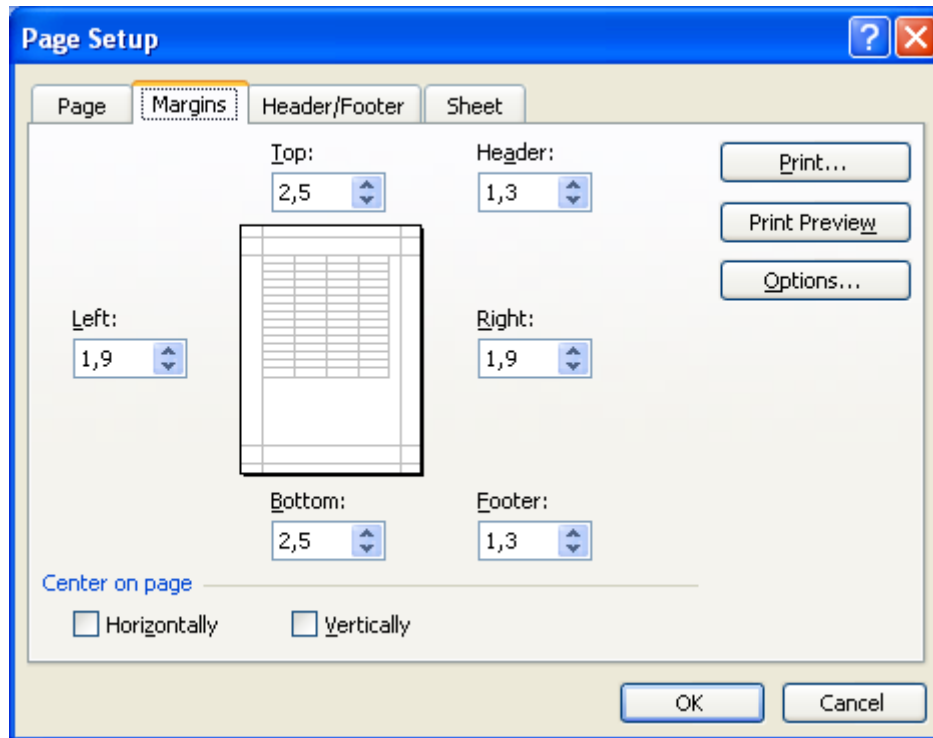 Page Setup
Page Margins Header/Footer Sheet
Top: Header: Print...
2,5 1,3
Print Preview
Options...
Left: Right:
1,9 1,9
Bottom: Footer:
2,5 1,3
Center on page
Horizontally Vertically
OK Cancel